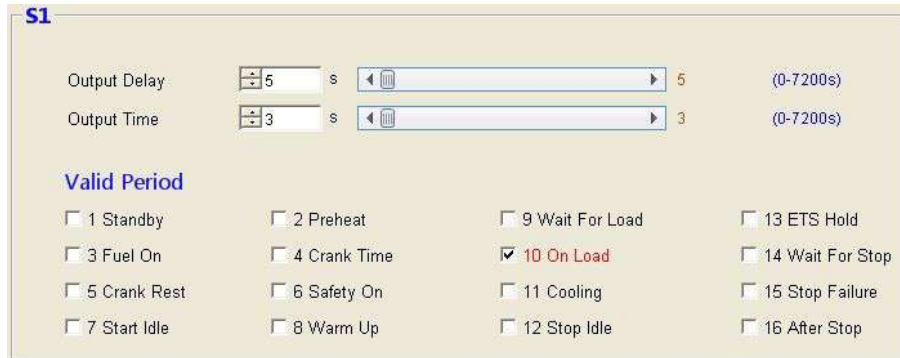 S1
Output Delay 5 s 5 (0-7200s)
Output Time 3 s 3 (0-7200s)
Valid Period
1 Standby 2 Preheat 9 Wait For Load 13 ETS Hold
3 Fuel On 4 Crank Time 10 On Load 14 Wait For Stop
5 Crank Rest 6 Safety On 11 Cooling 15 Stop Failure
7 Start Idle 8 Warm Up 12 Stop Idle 16 After Stop